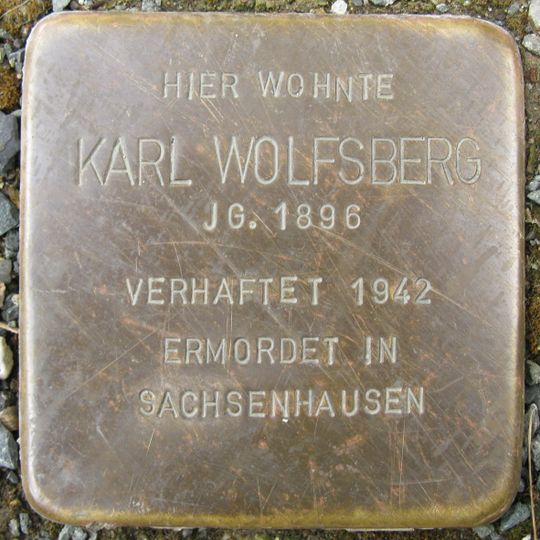 HIER WOHNTE
KARL WOLFSBERG
JG. 1896
VERHAFTET 1942
ERMORDET IN
SACHSENHAUSEN